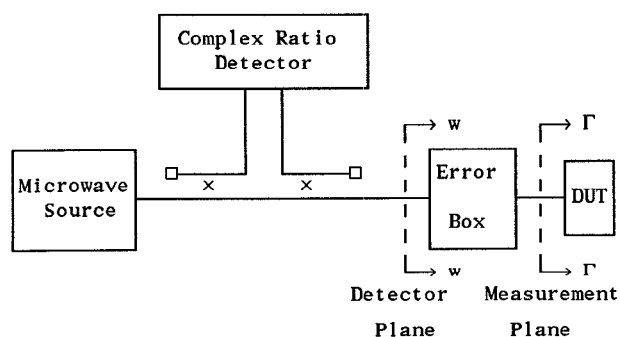 Complex Ratio
Detector
w
Γ
Microwave
Source
×
×
Error
Box
DUT
w
Γ
Detector
Plane
Measurement
Plane